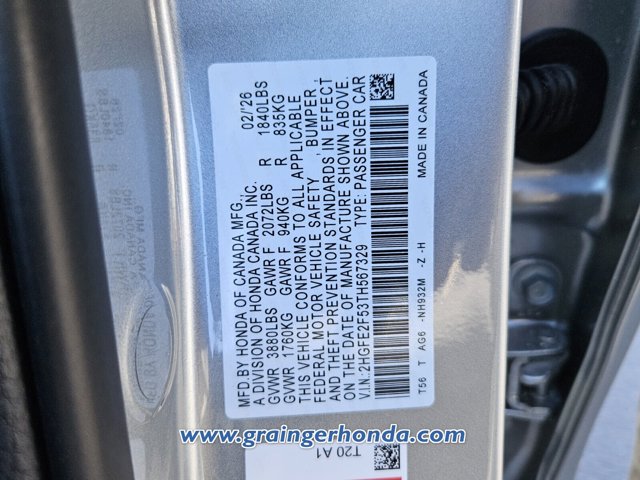 MFD.BY HONDA OF CANADA MFG. 02/26
A DIVISION OF HONDA CANADA INC.
GVWR 3880LBS GAWR F 2072LBS R 1840LBS
GVWR 1760KG GAWR F 940KG R 835KG
THIS VEHICLE CONFORMS TO ALL APPLICABLE
FEDERAL MOTOR VEHICLE SAFETY, BUMPER,
AND THEFT PREVENTION STANDARDS IN EFFECT
ON THE DATE OF MANUFACTURE SHOWN ABOVE.
V.I.N.:2HGFE2F53TH567329 TYPE: PASSENGER CAR
T56 T AG6 -NH932M -Z -H MADE IN CANADA
T20 A1
www.graingerhonda.com